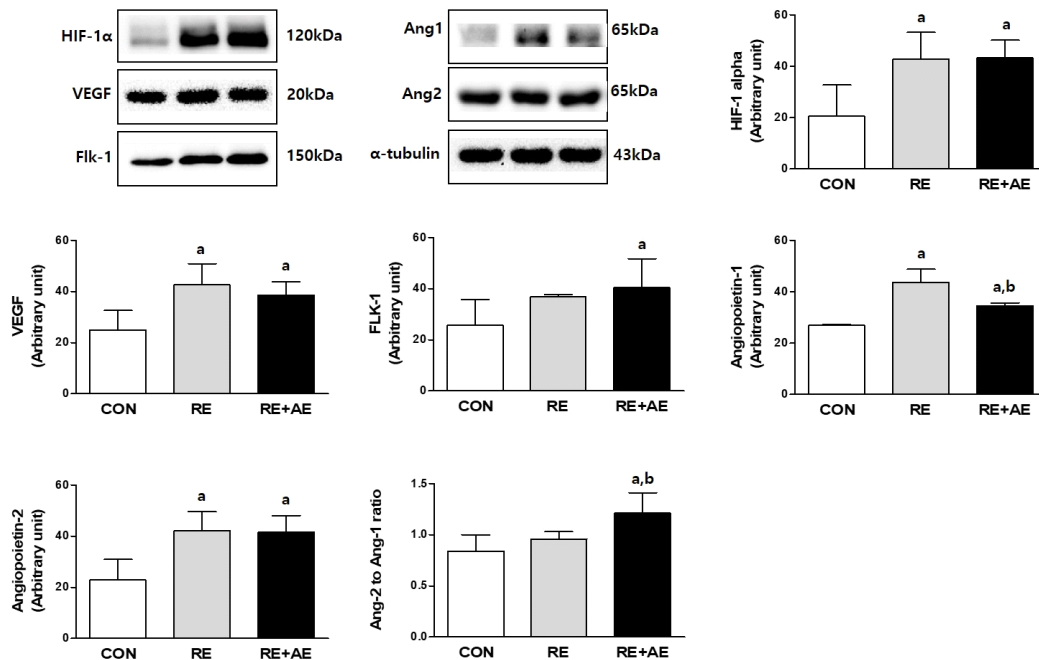 HIF-1α 120kDa
VEGF 20kDa
Flk-1 150kDa
Ang1 65kDa
Ang2 65kDa
α-tubulin 43kDa
HIF-1 alpha
(Arbitrary unit)
60
40
20
0
a a
CON RE RE+AE
VEGF
(Arbitrary unit)
60
40
20
0
a a
CON RE RE+AE
FLK-1
(Arbitrary unit)
60
40
20
0
a
CON RE RE+AE
Angiopoietin-1
(Arbitrary unit)
60
40
20
0
a a,b
CON RE RE+AE
Angiopoietin-2
(Arbitrary unit)
60
40
20
0
a a
CON RE RE+AE
Ang-2 to Ang-1 ratio
1.5
1.0
0.5
0.0
a,b
CON RE RE+AE